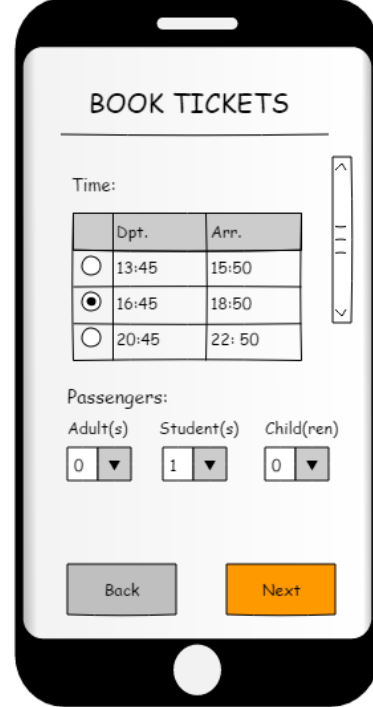 BOOK TICKETS
Time:
Dpt. Arr.
13:45 15:50
16:45 18:50
20:45 22: 50
Passengers:
Adult(s) Student(s) Child(ren)
0 1 0
Back Next